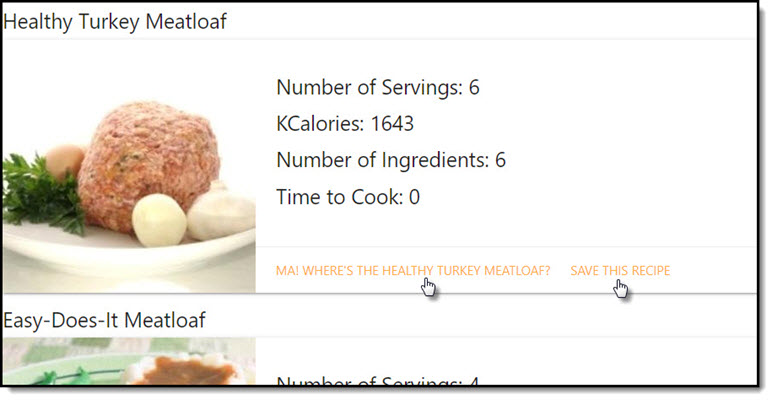 Healthy Turkey Meatloaf
Number of Servings: 6
KCalories: 1643
Number of Ingredients: 6
Time to Cook: 0
MA! WHERE'S THE HEALTHY TURKEY MEATLOAF? SAVE THIS RECIPE
Easy-Does-It Meatloaf
Number of Servings: 4